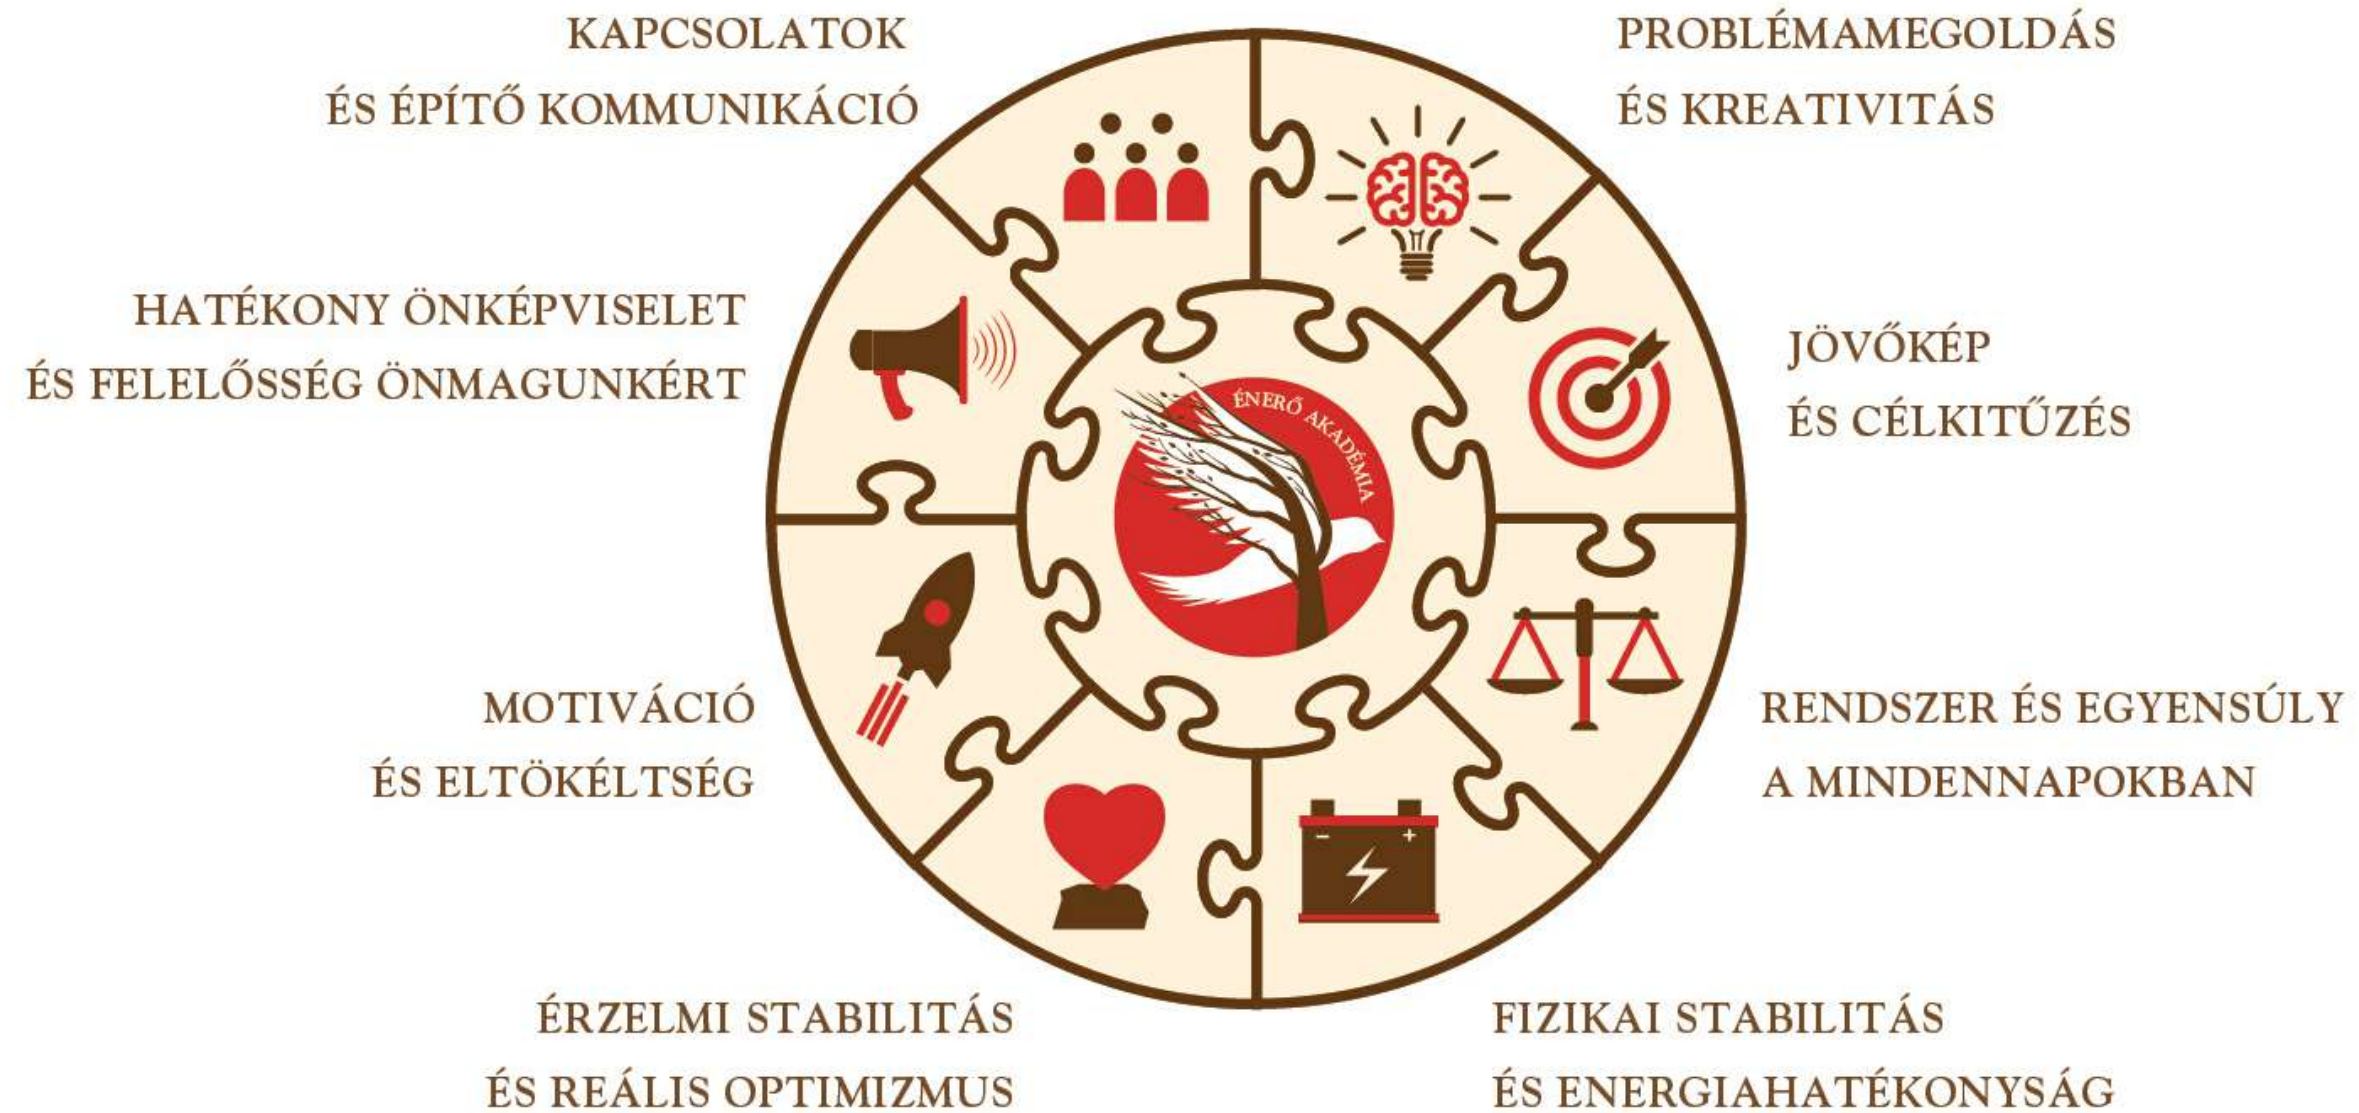 KAPCSOLATOK
ÉS ÉPÍTŐ KOMMUNIKÁCIÓ
PROBLÉMAMEGOLDÁS
ÉS KREATIVITÁS
HATÉKONY ÖNKÉPVISELET
ÉS FELELŐSSÉG ÖNMAGUNKÉRT
JÖVŐKÉP
ÉS CÉLKITŰZÉS
ÉNERŐ AKADÉMIA
MOTIVÁCIÓ
ÉS ELTÖKÉLTSÉG
RENDSZER ÉS EGYENSÚLY
A MINDENNAPOKBAN
- +
ÉRZELMI STABILITÁS
ÉS REÁLIS OPTIMIZMUS
FIZIKAI STABILITÁS
ÉS ENERGIAHATÉKONYSÁG